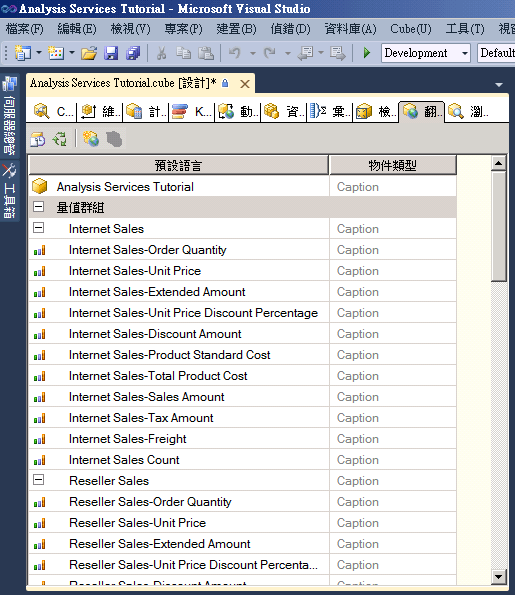 Analysis Services Tutorial - Microsoft Visual Studio
檔案(F) 編輯(E) 檢視(V) 專案(P) 建置(B) 偵錯(D) 資料庫(A) Cube(U) 工具(T) 視窗
Development Default
Analysis Services Tutorial.cube [設計]*
C.. 維.. 計.. K.. 動.. 資.. 彙.. 檢.. 翻.. 瀏..
伺服器總管
工具箱
預設語言 物件類型
Analysis Services Tutorial Caption
量值群組
Internet Sales Caption
Internet Sales-Order Quantity Caption
Internet Sales-Unit Price Caption
Internet Sales-Extended Amount Caption
Internet Sales-Unit Price Discount Percentage Caption
Internet Sales-Discount Amount Caption
Internet Sales-Product Standard Cost Caption
Internet Sales-Total Product Cost Caption
Internet Sales-Sales Amount Caption
Internet Sales-Tax Amount Caption
Internet Sales-Freight Caption
Internet Sales Count Caption
Reseller Sales Caption
Reseller Sales-Order Quantity Caption
Reseller Sales-Unit Price Caption
Reseller Sales-Extended Amount Caption
Reseller Sales-Unit Price Discount Percenta... Caption
Reseller Sales-Discount Amount Caption